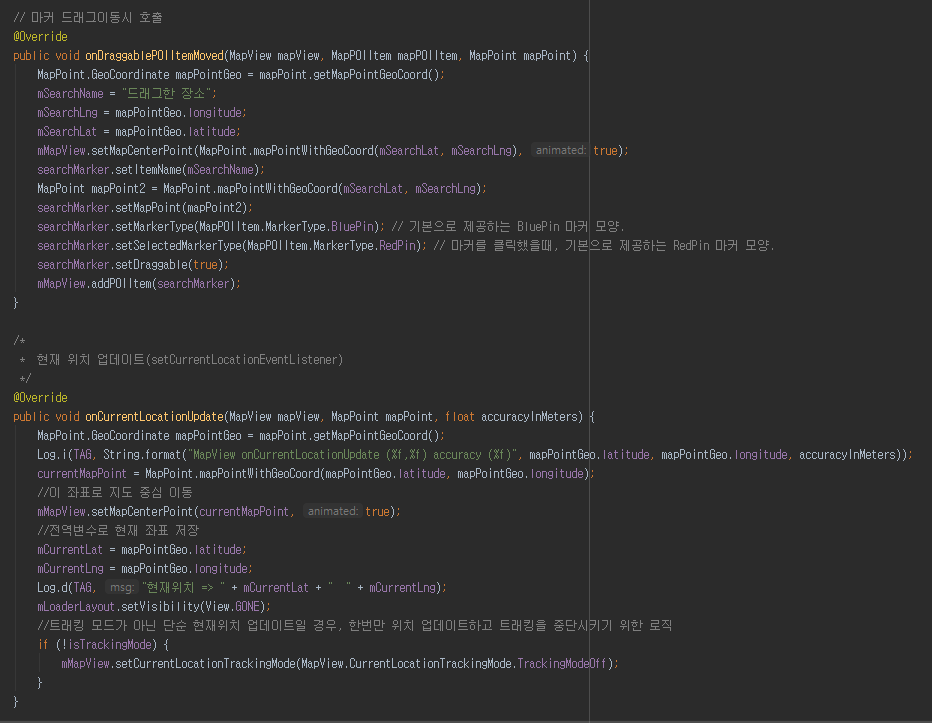 // 마커 드래그이동시 호출
@Override
public void onDraggablePOIItemMoved(MapView mapView, MapPOIItem mapPOIItem, MapPoint mapPoint) {
MapPoint.GeoCoordinate mapPointGeo = mapPoint.getMapPointGeoCoord();
mSearchName = "드래그한 장소";
mSearchLng = mapPointGeo.longitude;
mSearchLat = mapPointGeo.latitude;
mMapView.setMapCenterPoint(MapPoint.mapPointWithGeoCoord(mSearchLat, mSearchLng), animated: true);
searchMarker.setItemName(mSearchName);
MapPoint mapPoint2 = MapPoint.mapPointWithGeoCoord(mSearchLat, mSearchLng);
searchMarker.setMapPoint(mapPoint2);
searchMarker.setMarkerType(MapPOIItem.MarkerType.BluePin); // 기본으로 제공하는 BluePin 마커 모양.
searchMarker.setSelectedMarkerType(MapPOIItem.MarkerType.RedPin); // 마커를 클릭했을때, 기본으로 제공하는 RedPin 마커 모양.
searchMarker.setDraggable(true);
mMapView.addPOIItem(searchMarker);
}
/*
* 현재 위치 업데이트(setCurrentLocationEventListener)
*/
@Override
public void onCurrentLocationUpdate(MapView mapView, MapPoint mapPoint, float accuracyInMeters) {
MapPoint.GeoCoordinate mapPointGeo = mapPoint.getMapPointGeoCoord();
Log.i(TAG, String.format("MapView onCurrentLocationUpdate (%f,%f) accuracy (%f)", mapPointGeo.latitude, mapPointGeo.longitude, accuracyInMeters));
currentMapPoint = MapPoint.mapPointWithGeoCoord(mapPointGeo.latitude, mapPointGeo.longitude);
//이 좌표로 지도 중심 이동
mMapView.setMapCenterPoint(currentMapPoint, animated: true);
//전역변수로 현재 좌표 저장
mCurrentLat = mapPointGeo.latitude;
mCurrentLng = mapPointGeo.longitude;
Log.d(TAG, msg: "현재위치 => " + mCurrentLat + "  " + mCurrentLng);
mLoaderLayout.setVisibility(View.GONE);
//트래킹 모드가 아닌 단순 현재위치 업데이트일 경우, 한번만 위치 업데이트하고 트래킹을 중단시키기 위한 로직
if (!isTrackingMode) {
mMapView.setCurrentLocationTrackingMode(MapView.CurrentLocationTrackingMode.TrackingModeOff);
}
}